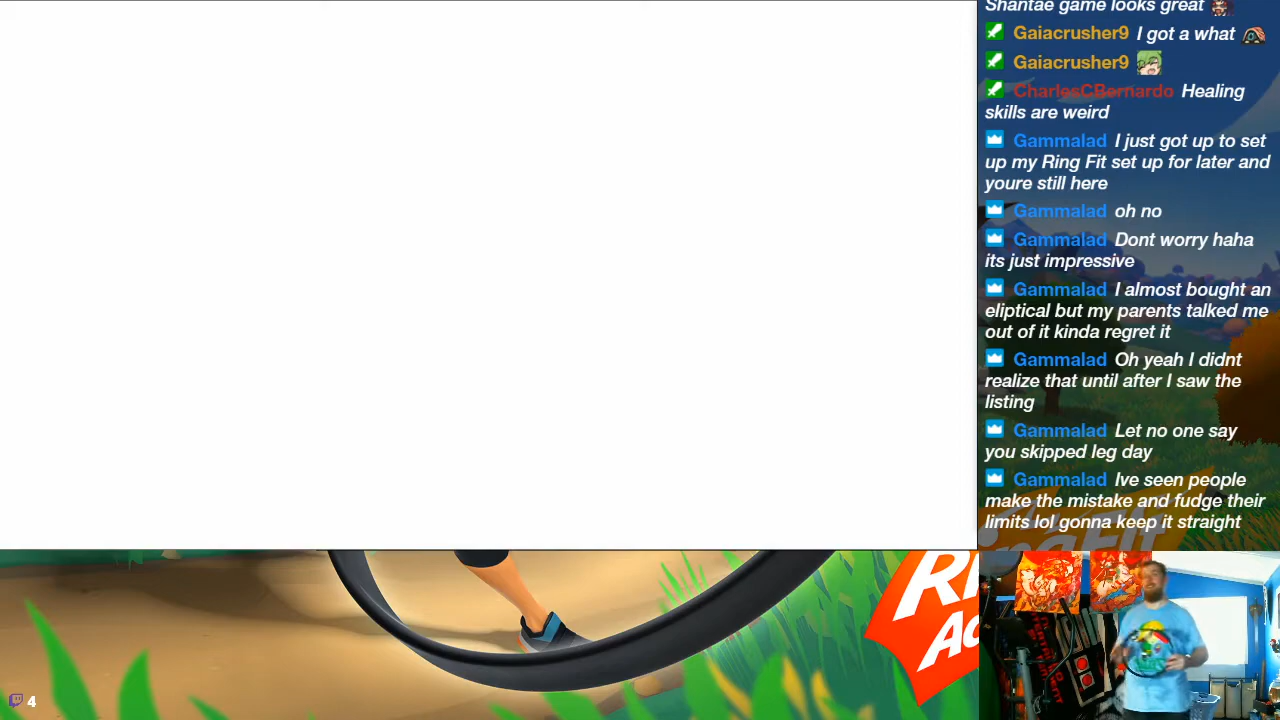 Shantae game looks great
Gaiacrusher9 I got a what
Gaiacrusher9
CharlesCBernardo Healing
skills are weird
Gammalad I just got up to set
up my Ring Fit set up for later and
youre still here
Gammalad oh no
Gammalad Dont worry haha
its just impressive
Gammalad I almost bought an
eliptical but my parents talked me
out of it kinda regret it
Gammalad Oh yeah I didnt
realize that until after I saw the
listing
Gammalad Let no one say
you skipped leg day
Gammalad Ive seen people
make the mistake and fudge their
limits lol gonna keep it straight
4